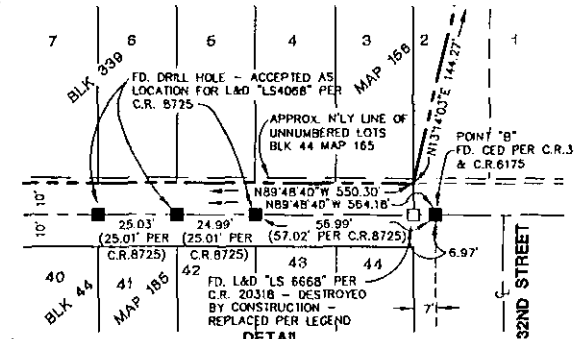 7 6 5 4 3 2 1
BLK 339
MAP 156
FD. DRILL HOLE - ACCEPTED AS
LOCATION FOR L&D "LS4068" PER
C.R. 8725
APPROX. N'LY LINE OF
UNNUMBERED LOTS
BLK 44 MAP 165
N13°14'03"E 144.27'
POINT "B"
FD. CED PER C.R.3
& C.R.6175
N89°48'40"W 550.30'
N89°48'40"W 564.18'
10'
10'
25.03' 24.99' 56.99'
(25.01' PER (25.01' PER (57.02' PER C.R.8725)
C.R.8725) C.R.8725)
6.97'
40 41 42 43 44
BLK 44
MAP 165
FD. L&D "LS 6668" PER
C.R. 20318 - DESTROYED
BY CONSTRUCTION -
REPLACED PER LEGEND
7'
32ND STREET
DETAIL